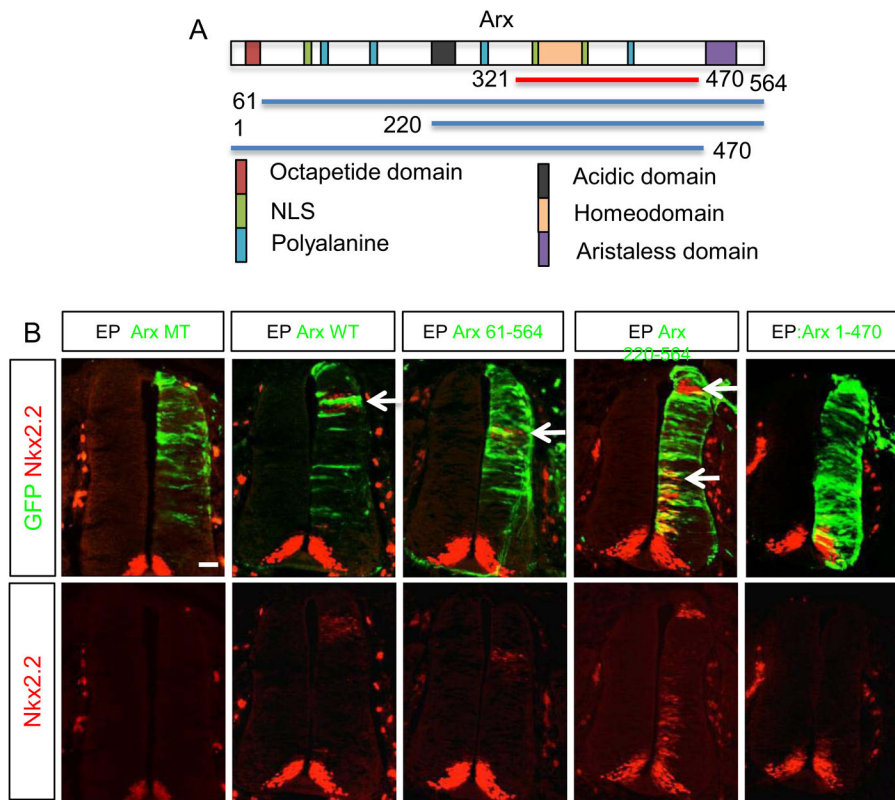 A
Arx
321
470
564
61
1
220
470
Octapetide domain
NLS
Polyalanine
Acidic domain
Homeodomain
Aristaless domain
B
EP Arx MT
EP Arx WT
EP Arx 61-564
EP Arx
220-564
EP:Arx 1-470
GFP Nkx2.2
Nkx2.2